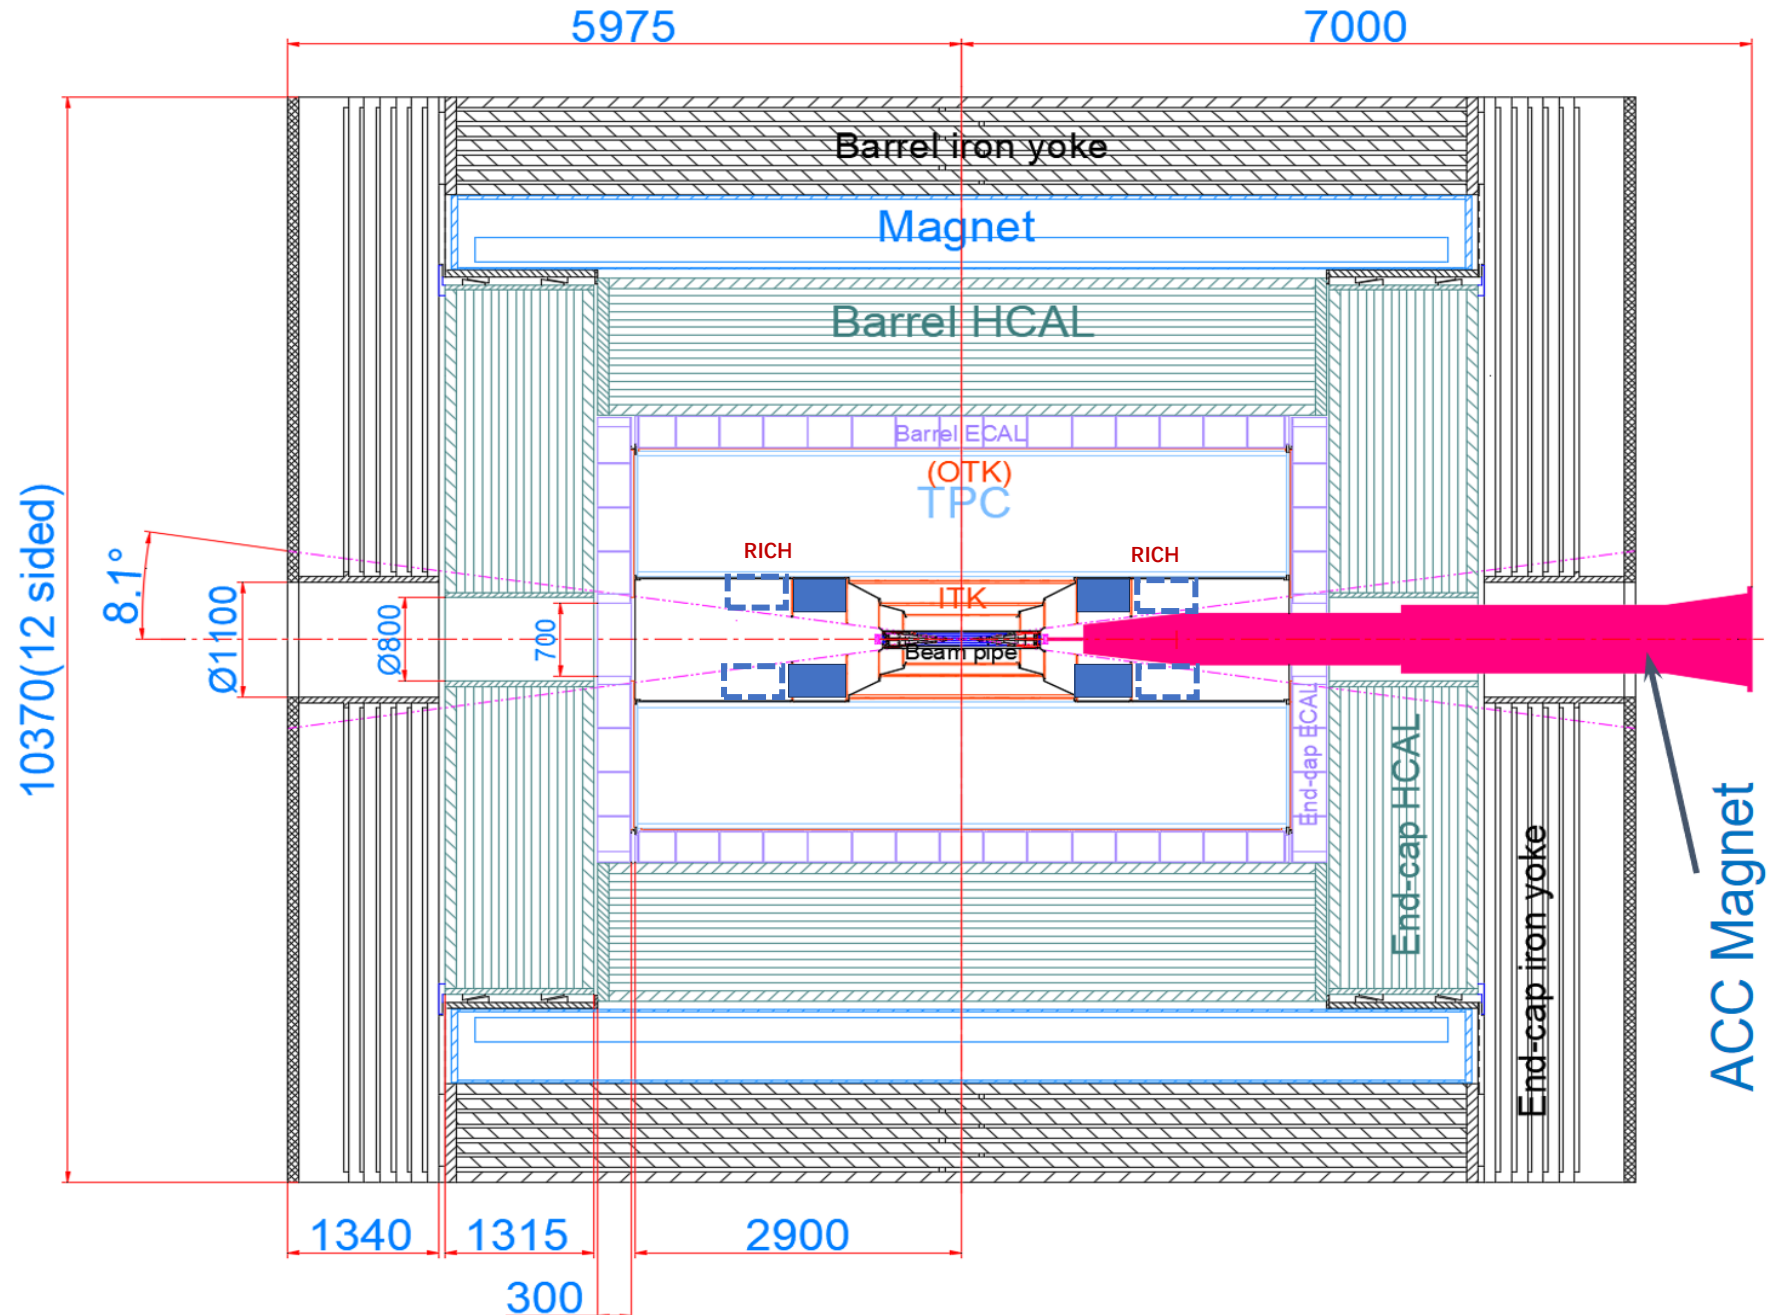 5975
7000
Barrel iron yoke
Magnet
Barrel HCAL
Barrel ECAL
(OTK)
TPC
RICH
RICH
ITK
Beam pipe
10370(12 sided)
8.1°
Ø1100
Ø800
700
End-cap ECAL
End-cap HCAL
End-cap iron yoke
ACC Magnet
1340
1315
2900
300